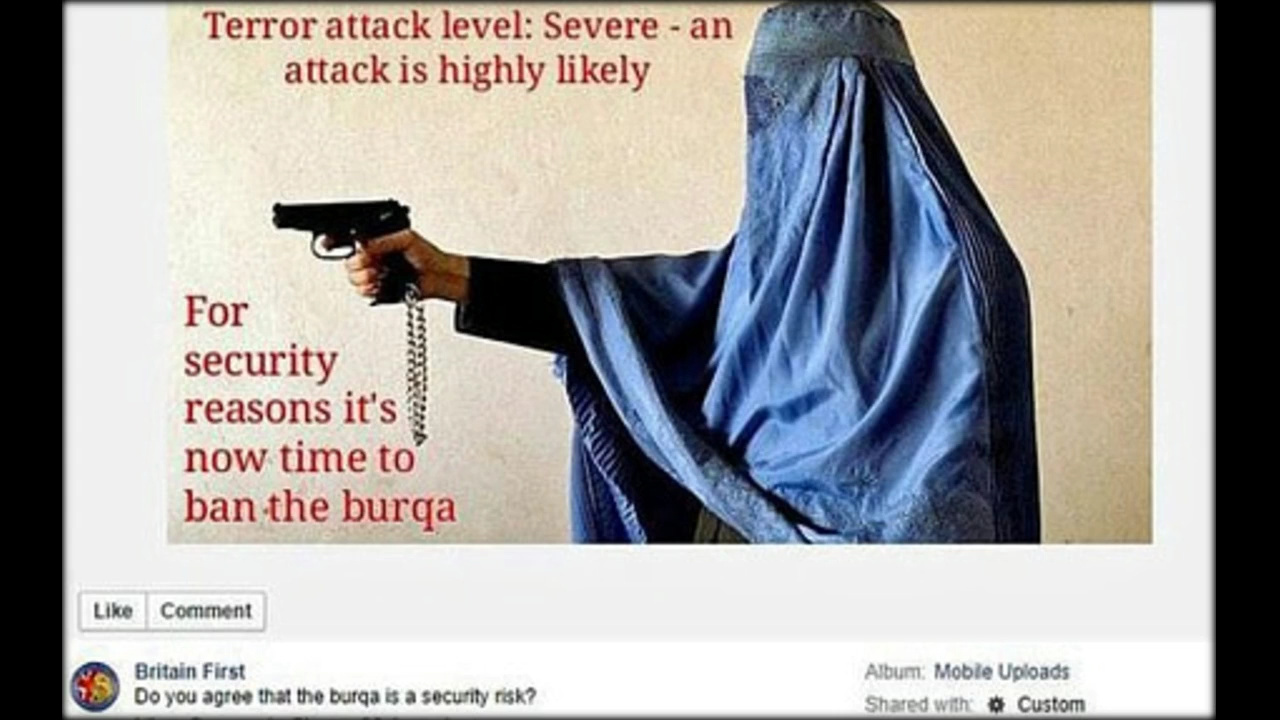 Terror attack level: Severe - an
attack is highly likely
For
security
reasons it's
now time to
ban the burqa
Like Comment
Britain First
Do you agree that the burqa is a security risk?
Album: Mobile Uploads
Shared with: Custom